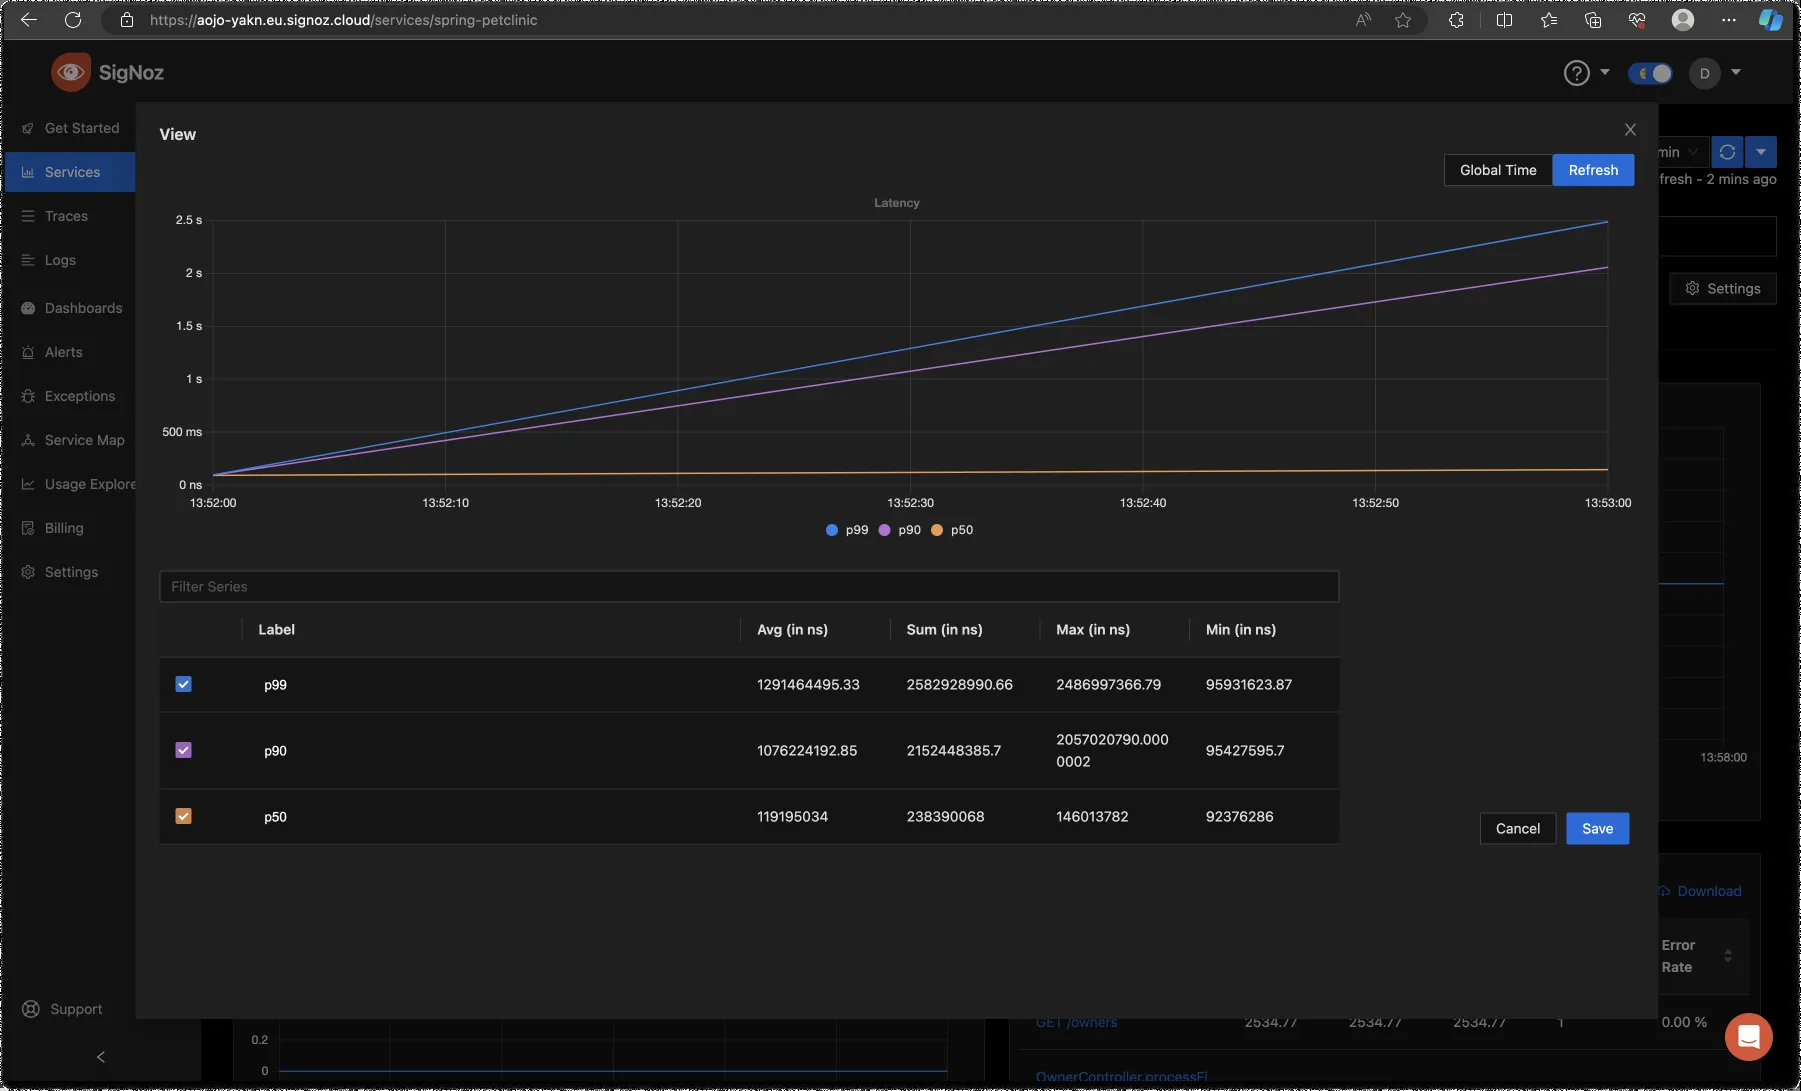 https://aojo-yakn.eu.signoz.cloud/services/spring-petclinic
SigNoz
D
Get Started
Services
Traces
Logs
Dashboards
Alerts
Exceptions
Service Map
Usage Explore
Billing
Settings
Support
View
Global Time
Refresh
min
fresh - 2 mins ago
Settings
Latency
2.5 s
2 s
1.5 s
1 s
500 ms
0 ns
13:52:00 13:52:10 13:52:20 13:52:30 13:52:40 13:52:50 13:53:00
p99 p90 p50
Filter Series
Label Avg (in ns) Sum (in ns) Max (in ns) Min (in ns)
p99 1291464495.33 2582928990.66 2486997366.79 95931623.87
p90 1076224192.85 2152448385.7 2057020790.000
0002 95427595.7
p50 119195034 238390068 146013782 92376286
Cancel
Save
13:58:00
Download
Error
Rate
GET /owners 2534.77 2534.77 2534.77 1 0.00 %
OwnerController.processFi
0.2
0